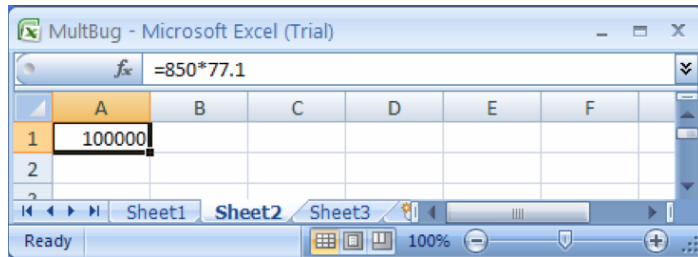 MultBug - Microsoft Excel (Trial)
fx =850*77.1
A B C D E F
1 100000
2
Sheet1 Sheet2 Sheet3
Ready 100%